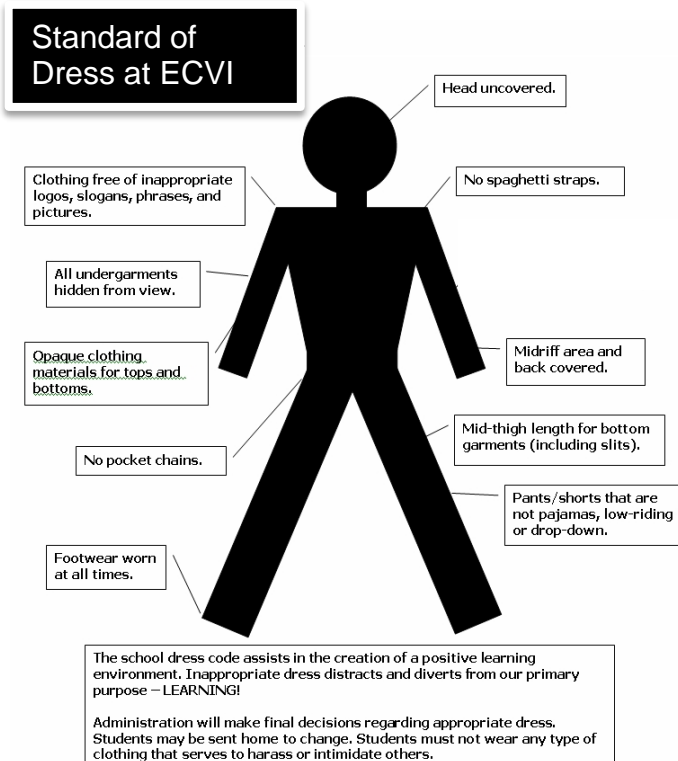 Standard of
Dress at ECVI
Head uncovered.
Clothing free of inappropriate
logos, slogans, phrases, and
pictures.
No spaghetti straps.
All undergarments
hidden from view.
Opaque clothing
materials for tops and
bottoms.
Midriff area and
back covered.
Mid-thigh length for bottom
garments (including slits).
No pocket chains.
Pants/shorts that are
not pajamas, low-riding
or drop-down.
Footwear worn
at all times.
The school dress code assists in the creation of a positive learning
environment. Inappropriate dress distracts and diverts from our primary
purpose – LEARNING!
Administration will make final decisions regarding appropriate dress.
Students may be sent home to change. Students must not wear any type of
clothing that serves to harass or intimidate others.